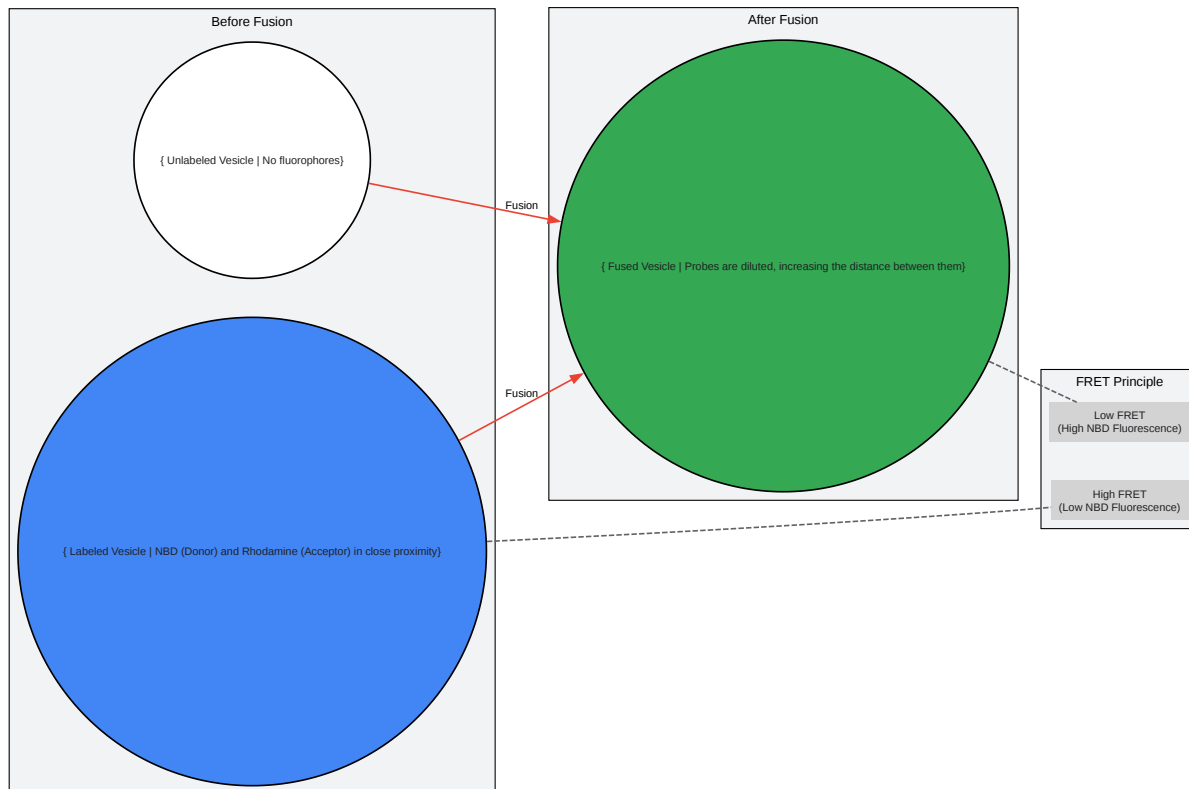 Before Fusion
{ Unlabeled Vesicle | No fluorophores}
{ Labeled Vesicle | NBD (Donor) and Rhodamine (Acceptor) in close proximity}
Fusion
Fusion
After Fusion
{ Fused Vesicle | Probes are diluted, increasing the distance between them}
FRET Principle
Low FRET
(High NBD Fluorescence)
High FRET
(Low NBD Fluorescence)